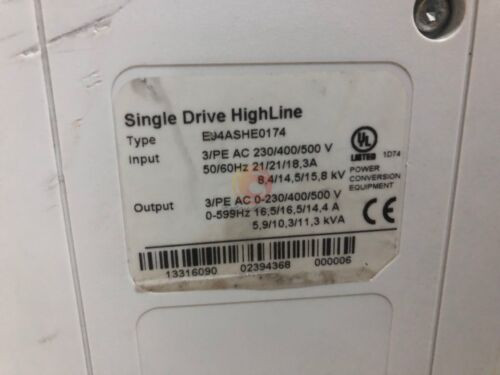 Single Drive HighLine
Type E94ASHE0174
Input 3/PE AC 230/400/500 V
50/60Hz 21/21/18,3A
8,4/14,5/15,8 kV
Output 3/PE AC 0-230/400/500 V
0-599Hz 16,5/16,5/14,4 A
5,9/10,3/11,3 kVA
UL
LISTED 1D74
POWER
CONVERSION
EQUIPMENT
CE
13316090 02394368 000006